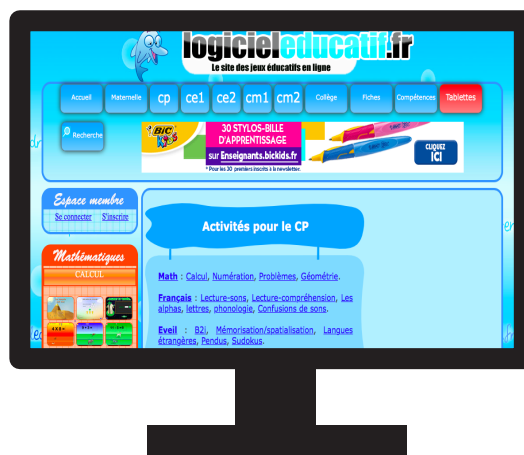 logicieleducatif.fr
Le site des jeux éducatifs en ligne
Accueil Maternelle cp ce1 ce2 cm1 cm2 Collège Fiches Compétences Tablettes
Recherche
BIC Kids
30 STYLOS-BILLE
D'APPRENTISSAGE
sur Enseignants.bickids.fr
* Pour les 30 premiers inscrits à la newsletter.
CLIQUEZ
ICI
Espace membre
Se connecter S'inscrire
Mathématiques
CALCUL
Activités pour le CP
Math : Calcul, Numération, Problèmes, Géométrie.
Français : Lecture-sons, Lecture-compréhension, Les
alphas, lettres, phonologie, Confusions de sons.
Eveil : B2i, Mémorisation/spatialisation, Langues
étrangères, Pendus, Sudokus.